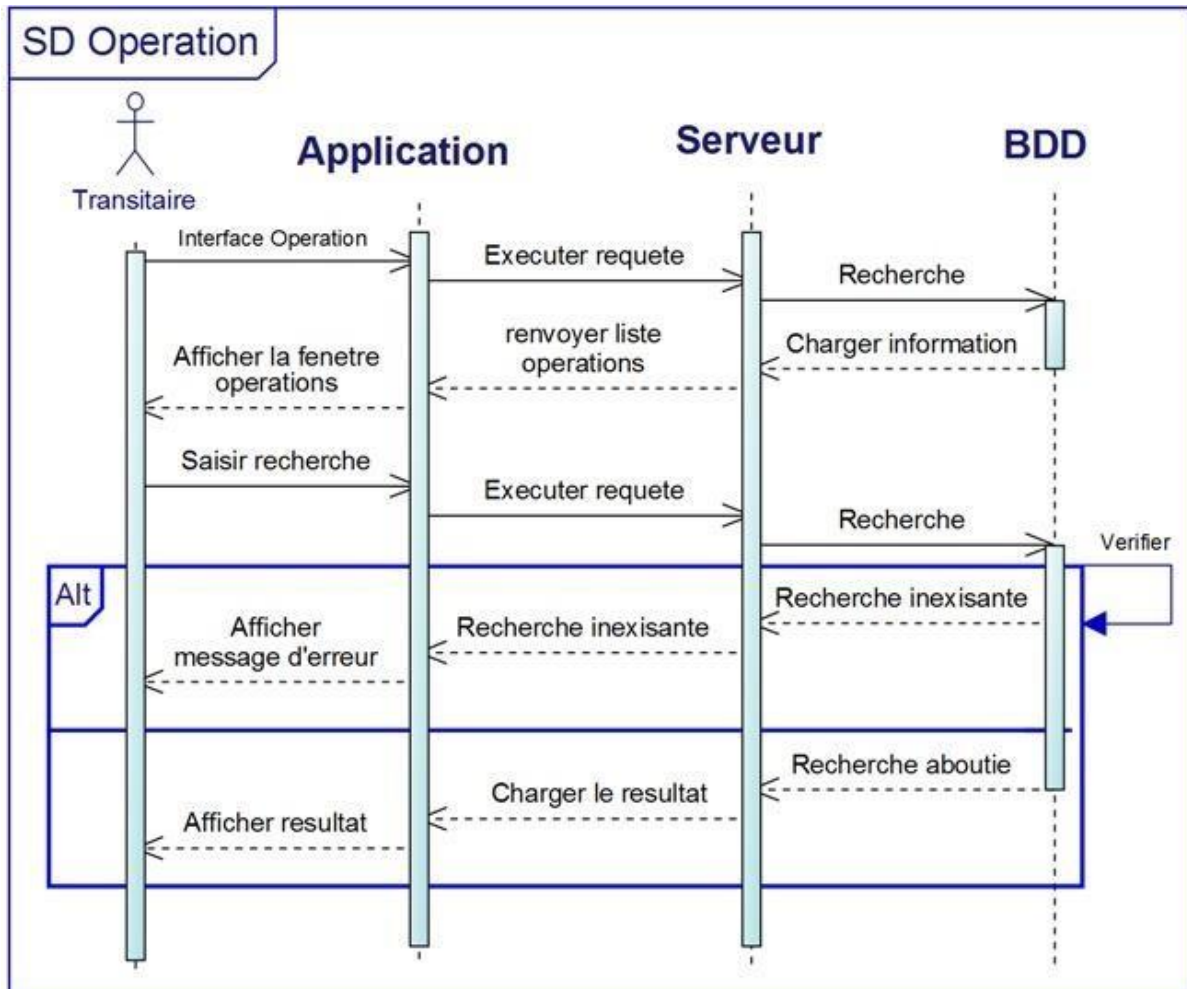 SD Operation
Transitaire
Application
Serveur
BDD
Interface Operation
Executer requete
Recherche
Charger information
renvoyer liste
operations
Afficher la fenetre
operations
Saisir recherche
Executer requete
Recherche
Verifier
Alt
Recherche inexisante
Recherche inexisante
Afficher
message d'erreur
Recherche aboutie
Charger le resultat
Afficher resultat